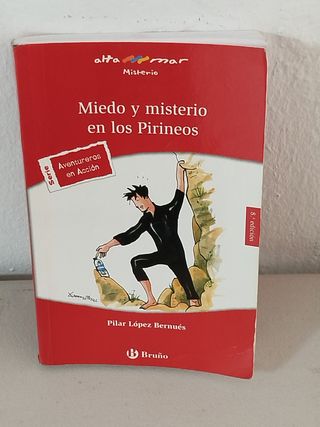 alta mar
Misterio
Miedo y misterio
en los Pirineos
Serie
Aventureros
en Acción
8.ª edición
Pilar López Bernués
Bruño